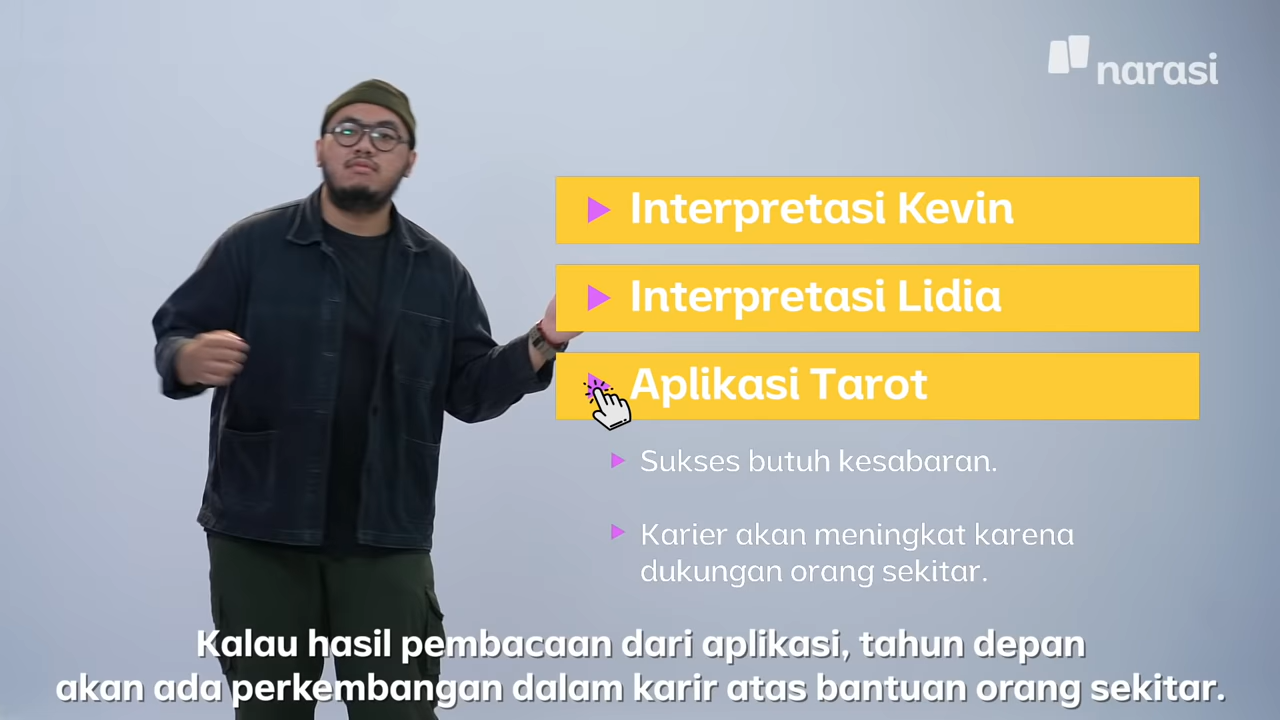 narasi
Interpretasi Kevin
Interpretasi Lidia
Aplikasi Tarot
Sukses butuh kesabaran.
Karier akan meningkat karena
dukungan orang sekitar.
Kalau hasil pembacaan dari aplikasi, tahun depan
akan ada perkembangan dalam karir atas bantuan orang sekitar.